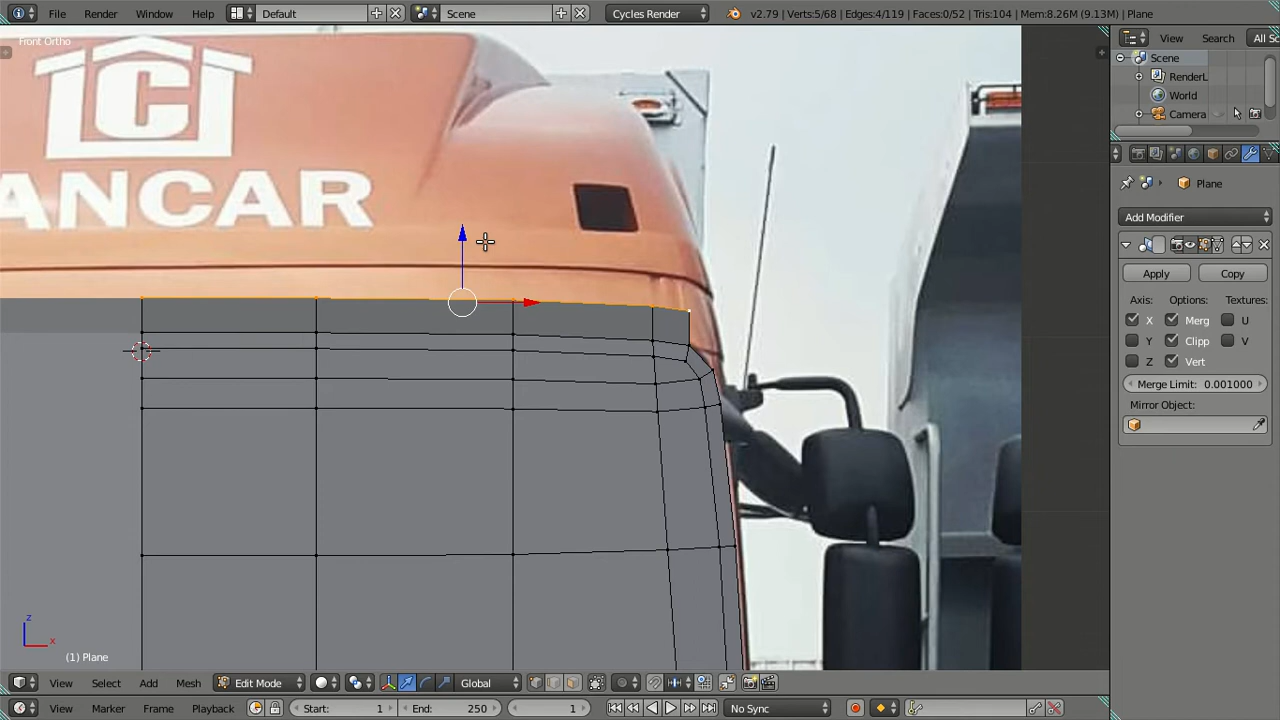 File Render Window Help Default Scene Cycles Render v2.79 | Verts:5/68 | Edges:4/119 | Faces:0/52 | Tris:104 | Mem:8.26M (9.13M) | Plane
Front Ortho
C
ANCAR
z
x
(1) Plane
View Search All Sc
Scene
RenderL
World
Camera
Plane
Add Modifier
Apply Copy
Axis: Options: Textures:
X Merg U
Y Clipp V
Z Vert
Merge Limit: 0.001000
Mirror Object:
View Select Add Mesh Edit Mode Global
View Marker Frame Playback Start: 1 End: 250 1 No Sync